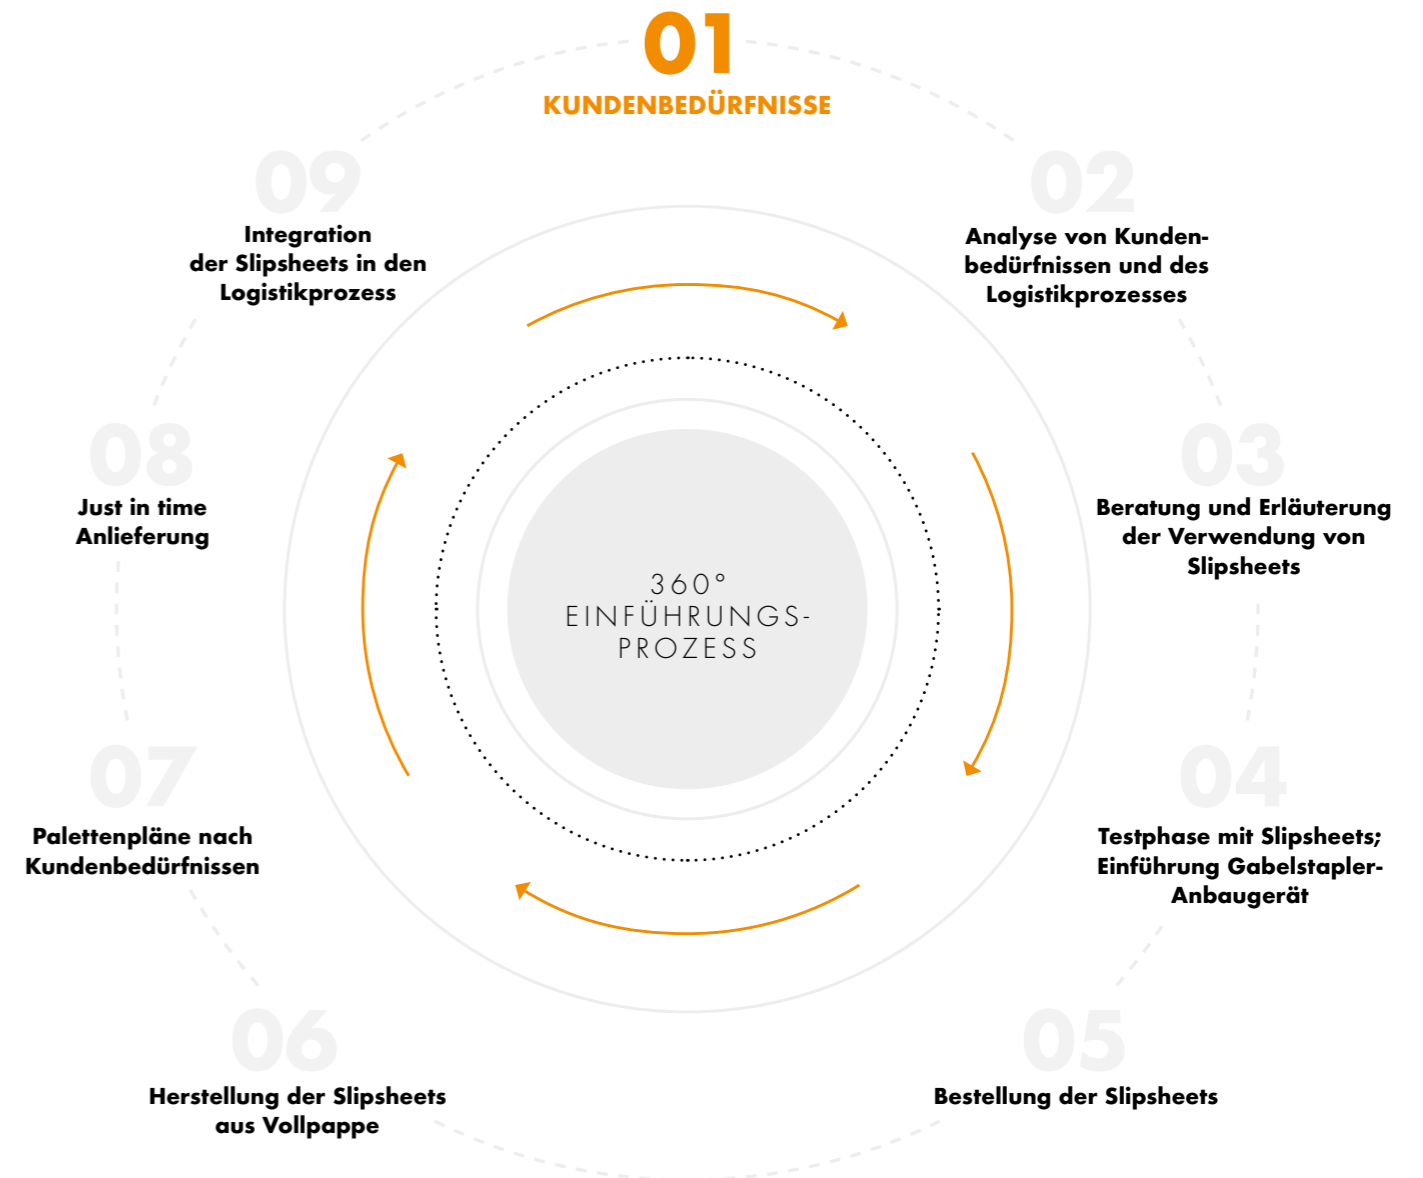 01
KUNDENBEDÜRFNISSE
02
Analyse von Kunden-
bedürfnissen und des
Logistikprozesses
03
Beratung und Erläuterung
der Verwendung von
Slipsheets
04
Testphase mit Slipsheets;
Einführung Gabelstapler-
Anbaugerät
05
Bestellung der Slipsheets
06
Herstellung der Slipsheets
aus Vollpappe
07
Palettenpläne nach
Kundenbedürfnissen
08
Just in time
Anlieferung
09
Integration
der Slipsheets in den
Logistikprozess
360°
EINFÜHRUNGS-
PROZESS